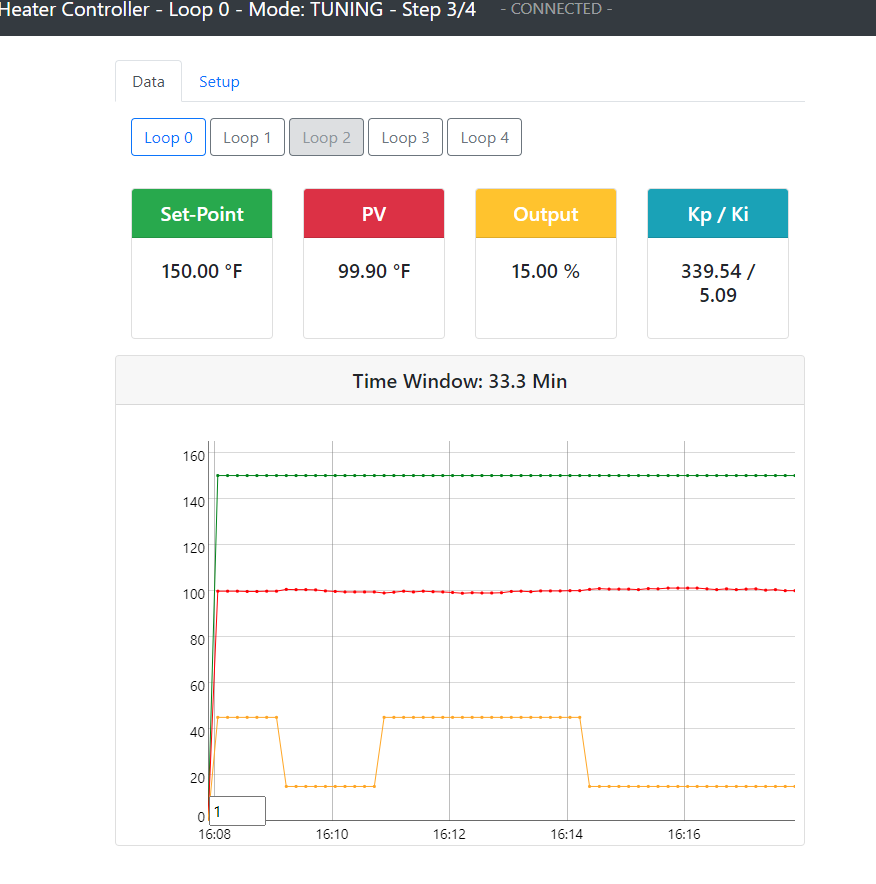 Heater Controller - Loop 0 - Mode: TUNING - Step 3/4 - CONNECTED -
Data Setup
Loop 0 Loop 1 Loop 2 Loop 3 Loop 4
Set-Point PV Output Kp / Ki
150.00 °F 99.90 °F 15.00 % 339.54 /
5.09
Time Window: 33.3 Min
160
140
120
100
80
60
40
20
0
1
16:08 16:10 16:12 16:14 16:16